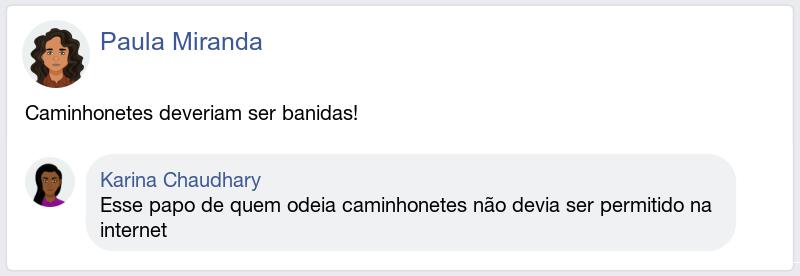 Paula Miranda
Caminhonetes deveriam ser banidas!
Karina Chaudhary
Esse papo de quem odeia caminhonetes não devia ser permitido na
internet